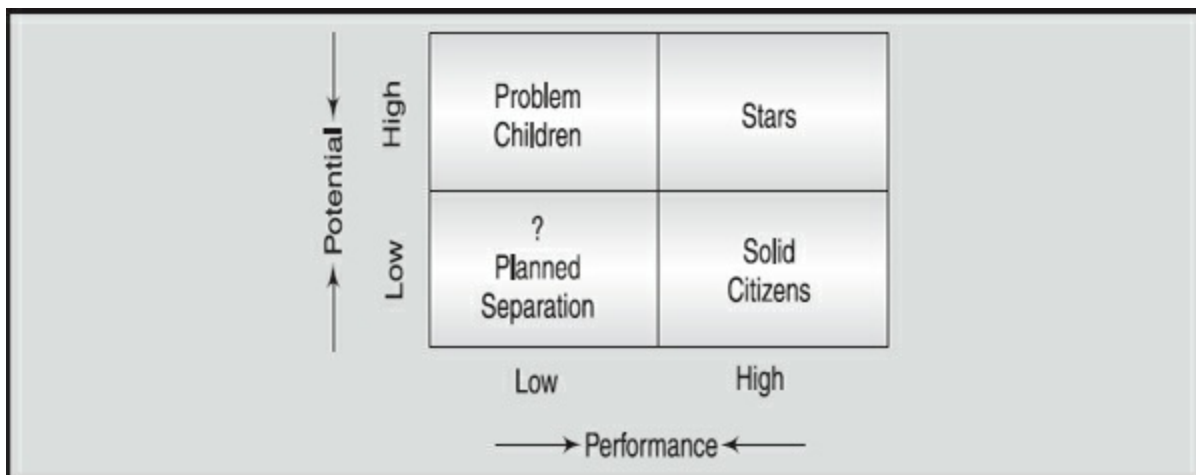 Potential
High
Problem
Children
Stars
Low
?
Planned
Separation
Solid
Citizens
Low
High
Performance